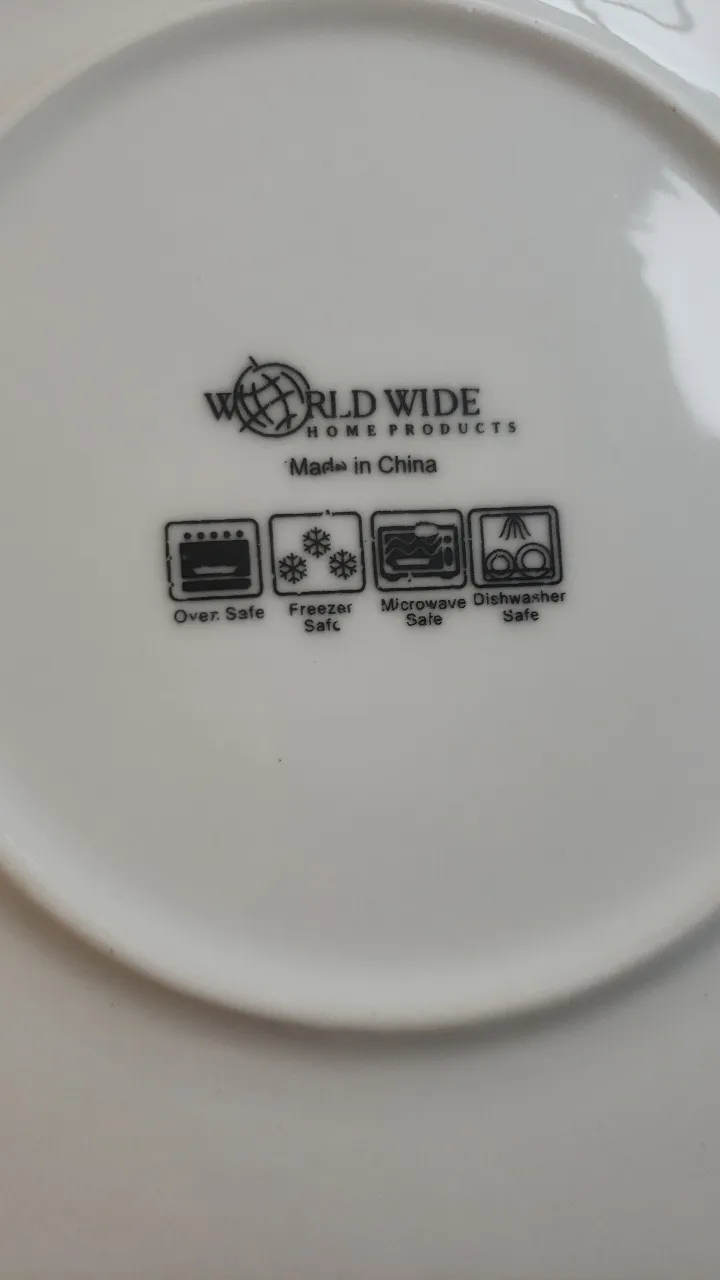 WORLD WIDE
HOME PRODUCTS
Made in China
Oven Safe
Freezer Safe
Microwave Safe
Dishwasher Safe